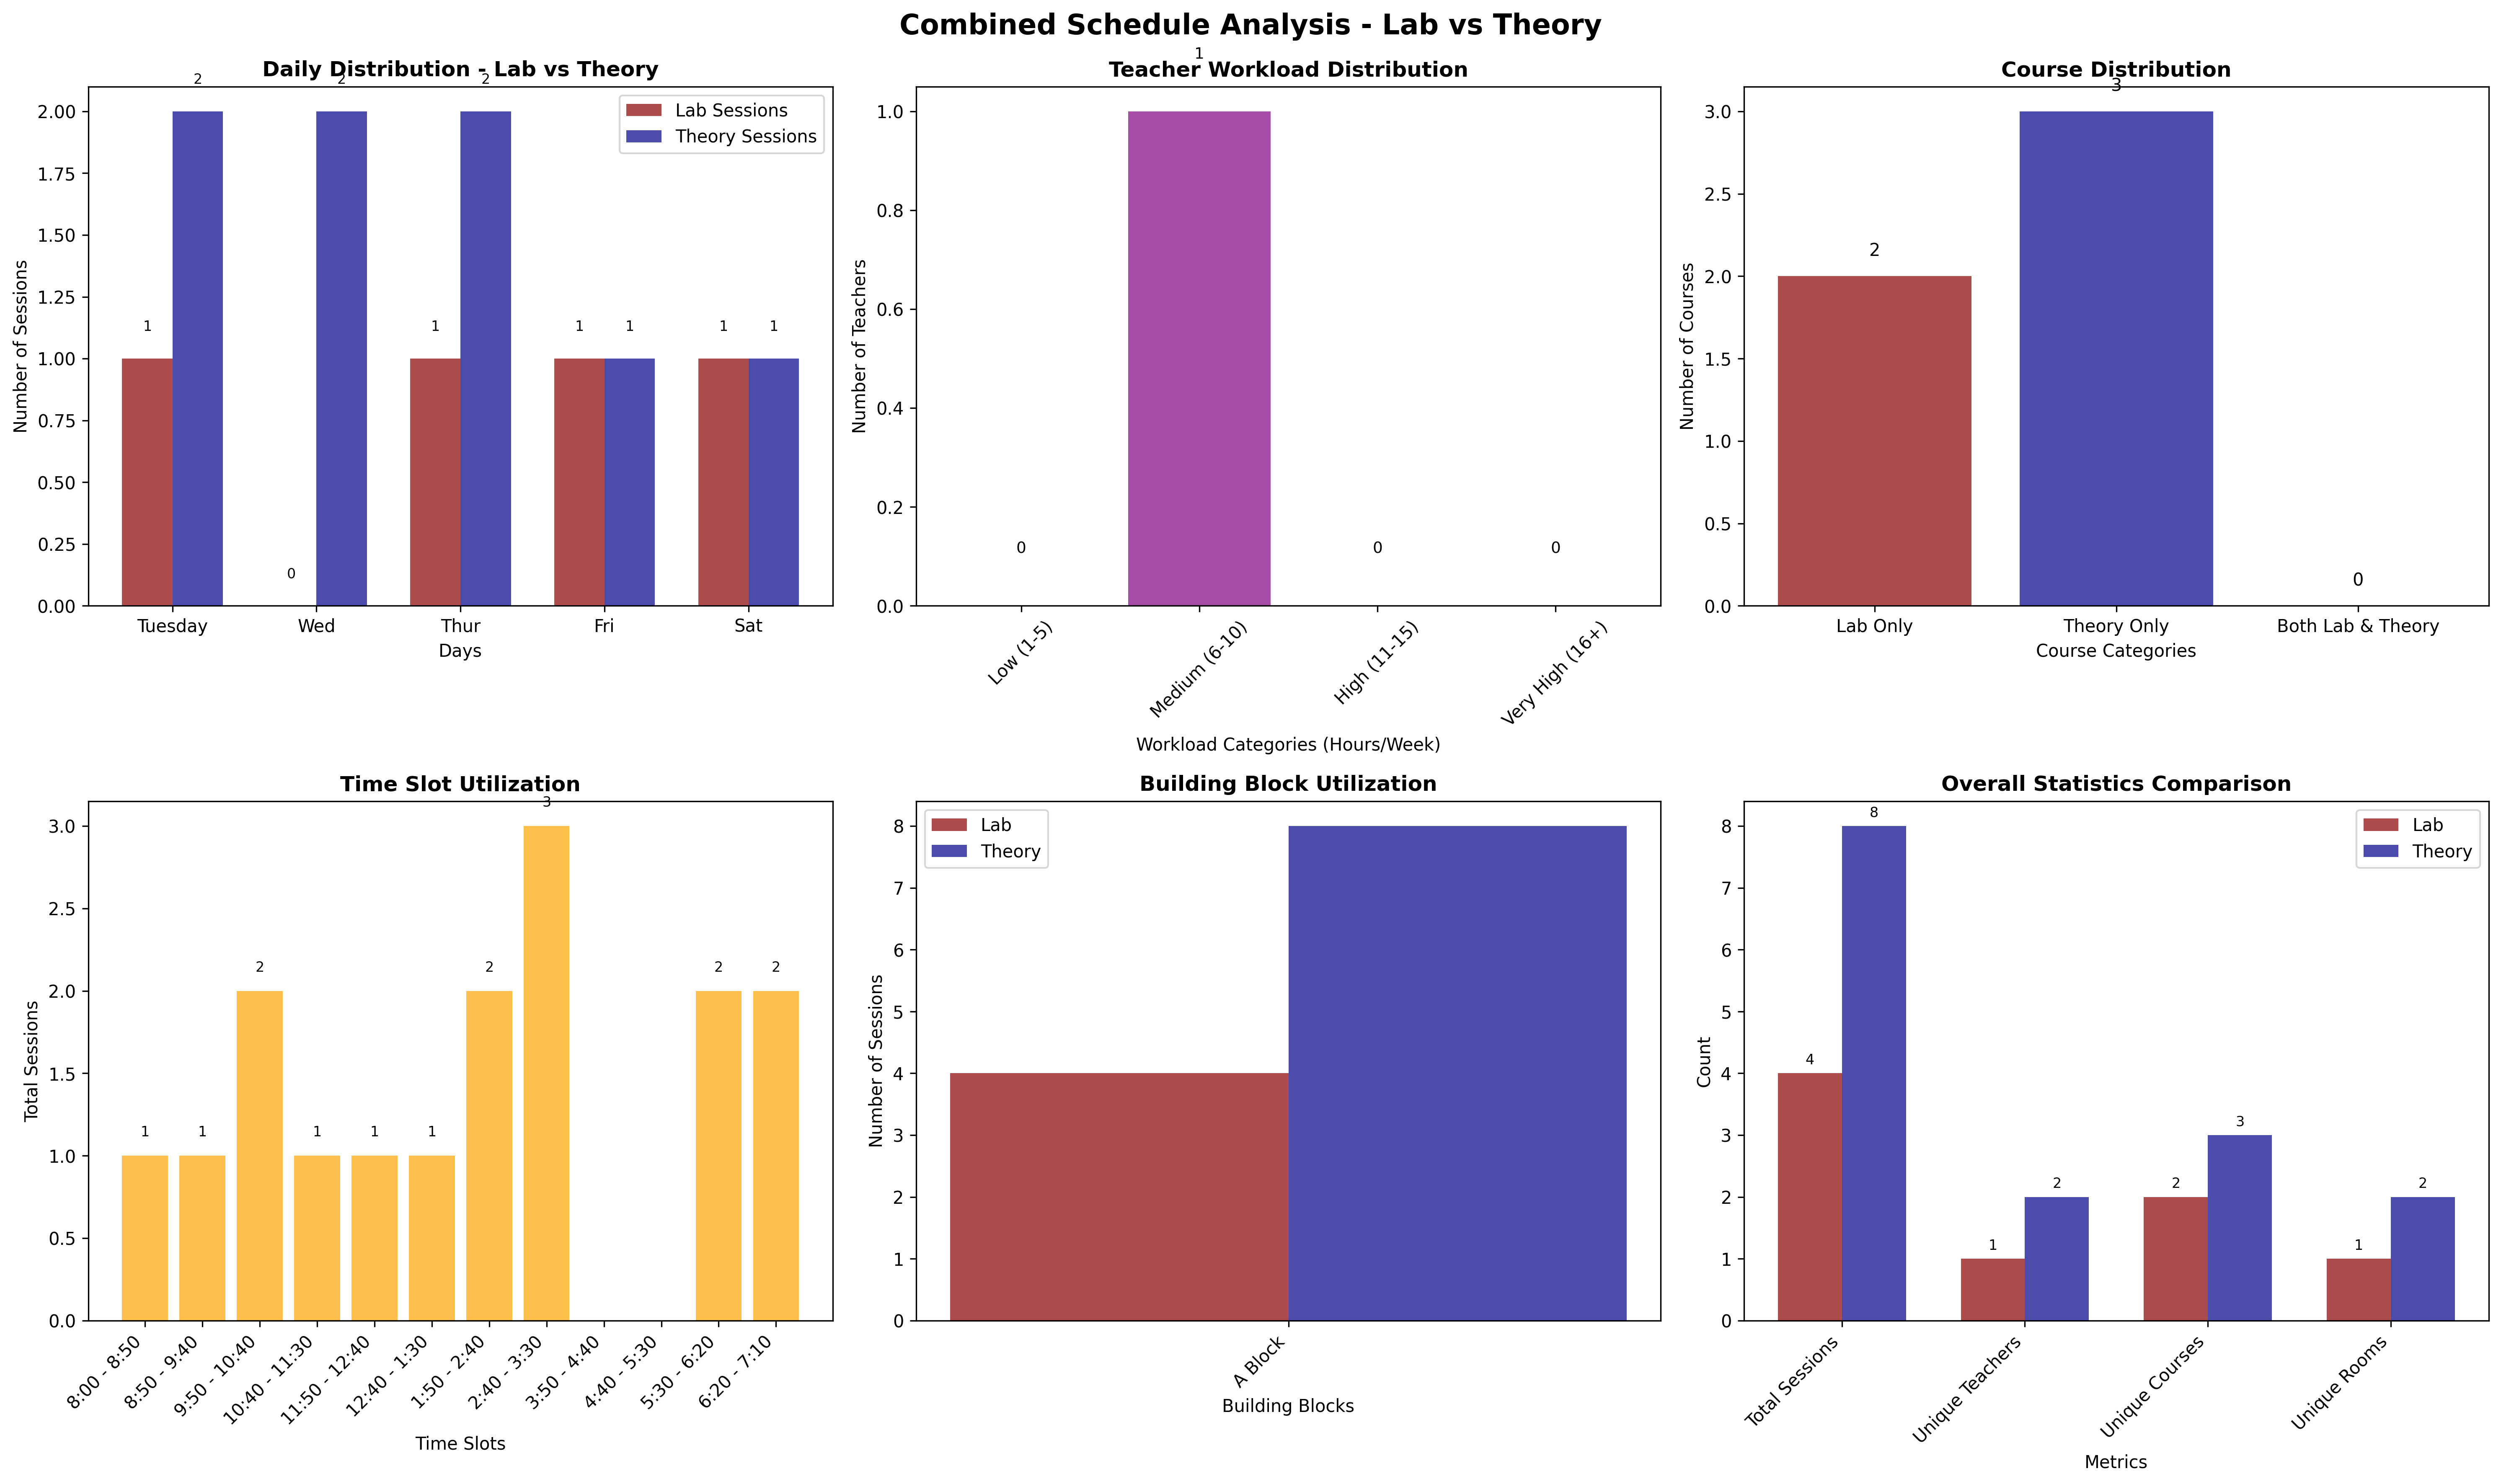 Combined Schedule Analysis - Lab vs Theory
Daily Distribution - Lab vs Theory
Number of Sessions
2.00
1.75
1.50
1.25
1.00
0.75
0.50
0.25
0.00
Lab Sessions
Theory Sessions
1
2
0
2
1
2
1
1
1
1
Tuesday
Wed
Thur
Fri
Sat
Days
Teacher Workload Distribution
Number of Teachers
1.0
0.8
0.6
0.4
0.2
0.0
0
1
0
0
Low (1-5)
Medium (6-10)
High (11-15)
Very High (16+)
Workload Categories (Hours/Week)
Course Distribution
Number of Courses
3.0
2.5
2.0
1.5
1.0
0.5
0.0
2
3
0
Lab Only
Theory Only
Both Lab & Theory
Course Categories
Time Slot Utilization
Total Sessions
3.0
2.5
2.0
1.5
1.0
0.5
0.0
1
1
2
1
1
1
2
3
2
2
8:00 - 8:50
8:50 - 9:40
9:50 - 10:40
10:40 - 11:30
11:50 - 12:40
12:40 - 1:30
1:50 - 2:40
2:40 - 3:30
3:50 - 4:40
4:40 - 5:30
5:30 - 6:20
6:20 - 7:10
Time Slots
Building Block Utilization
Number of Sessions
8
7
6
5
4
3
2
1
0
Lab
Theory
A Block
Building Blocks
Overall Statistics Comparison
Count
8
7
6
5
4
3
2
1
0
Lab
Theory
4
8
1
2
2
3
1
2
Total Sessions
Unique Teachers
Unique Courses
Unique Rooms
Metrics